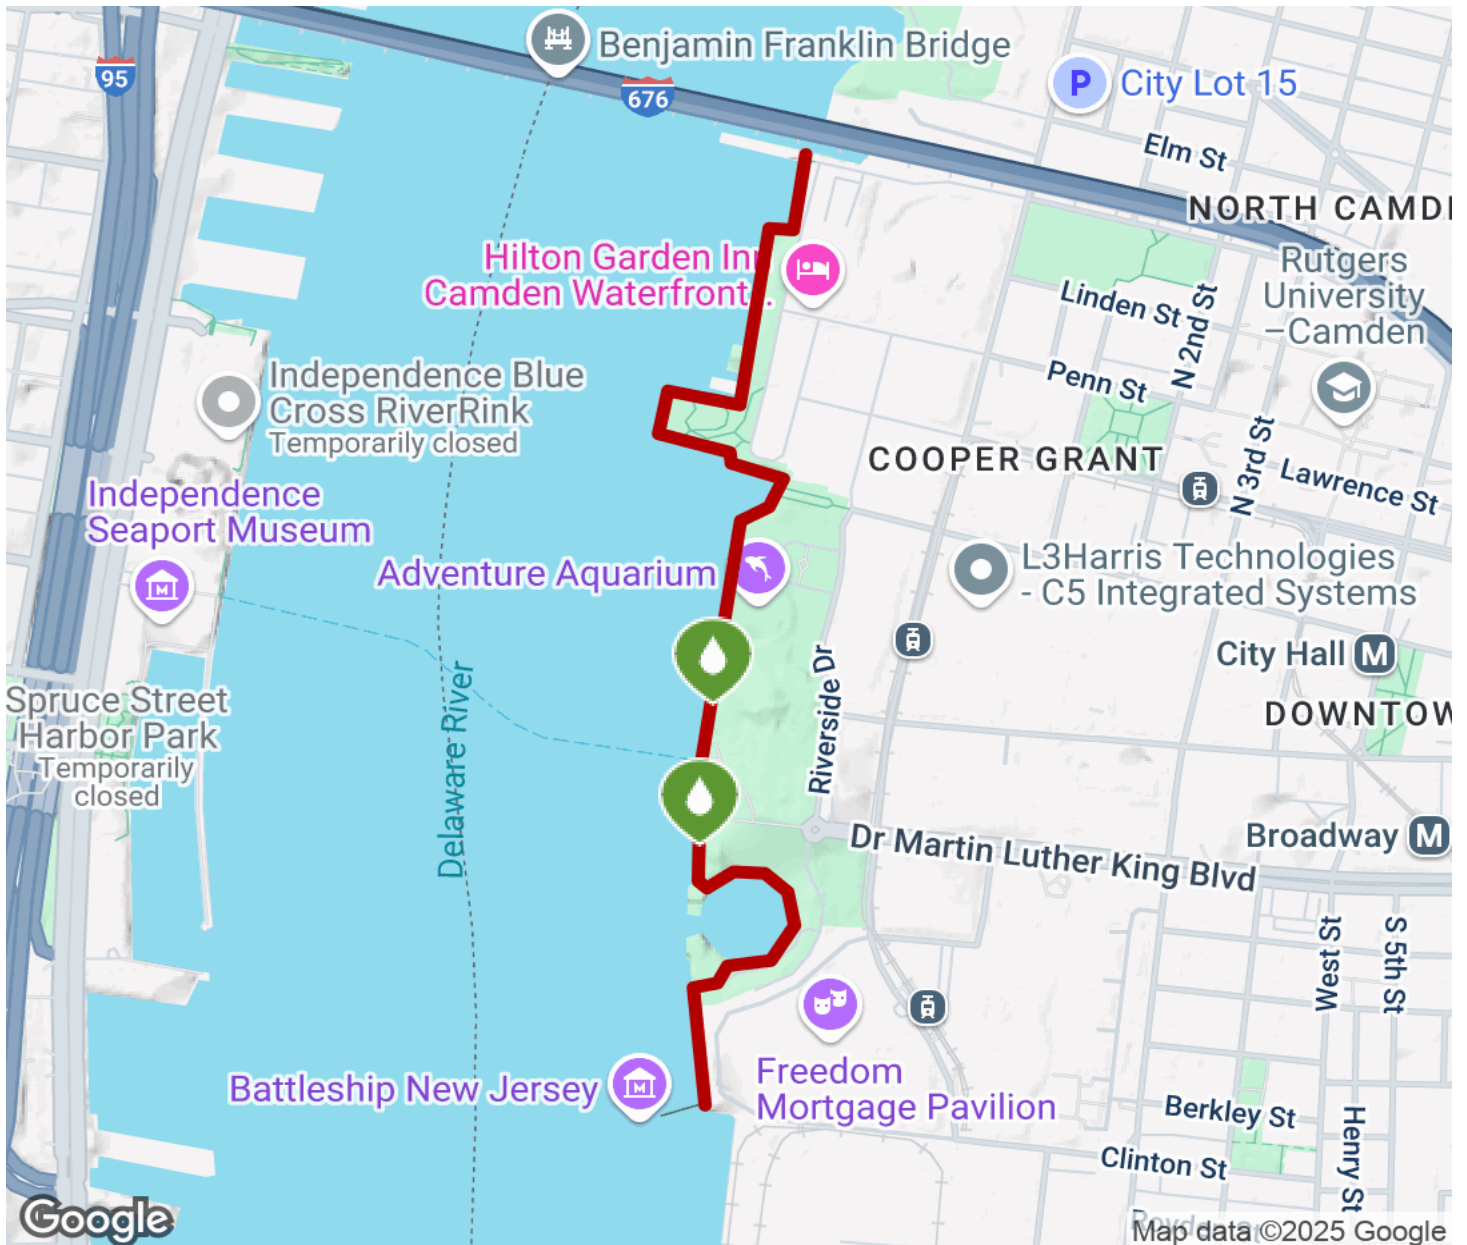 Benjamin Franklin Bridge
95
676
P
City Lot 15
Elm St
NORTH CAMD
Hilton Garden Inn
Camden Waterfront...
Rutgers
University
–Camden
Linden St
N 2nd St
Penn St
Independence Blue
Cross RiverRink
Temporarily closed
COOPER GRANT
N 3rd St
Lawrence St
Independence
Seaport Museum
M
Adventure Aquarium
L3Harris Technologies
- C5 Integrated Systems
City Hall M
Riverside Dr
Delaware River
Spruce Street
Harbor Park
Temporarily
closed
DOWNTOW
Dr Martin Luther King Blvd
Broadway M
West St
S 5th St
Battleship New Jersey
M
Freedom
Mortgage Pavilion
Berkley St
Henry St
Clinton St
Google
Map data ©2025 Google